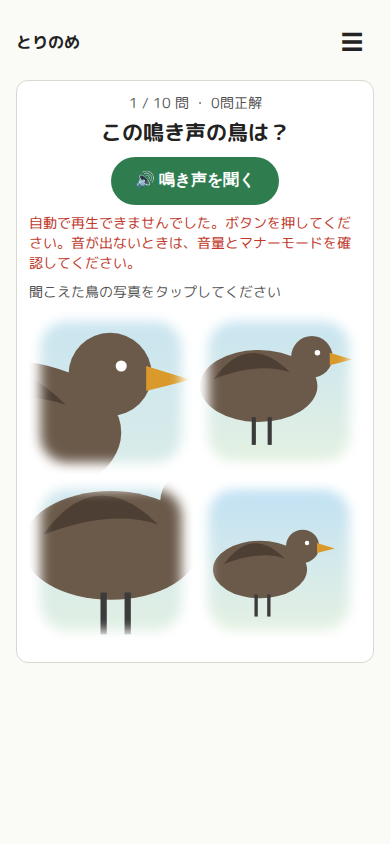 とりのめ
1 / 10 問 · 0問正解
この鳴き声の鳥は？
🔊 鳴き声を聞く
自動で再生できませんでした。ボタンを押してくだ
さい。音が出ないときは、音量とマナーモードを確
認してください。
聞こえた鳥の写真をタップしてください